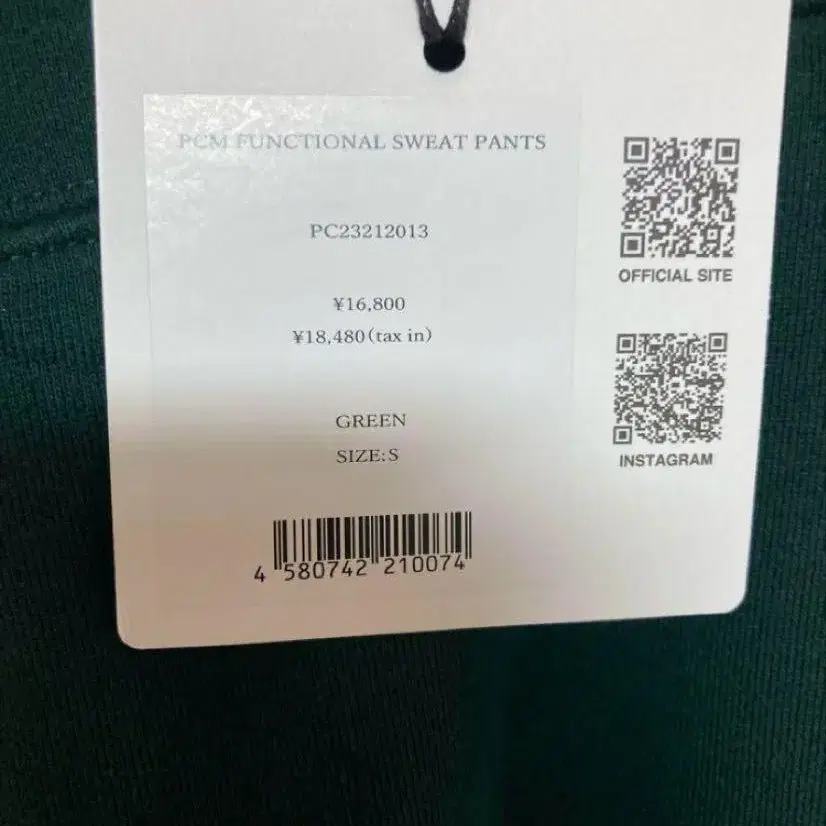 PCM FUNCTIONAL SWEAT PANTS
PC23212013
¥16,800
¥18,480(tax in)
GREEN
SIZE:S
4 580742 210074
OFFICIAL SITE
INSTAGRAM